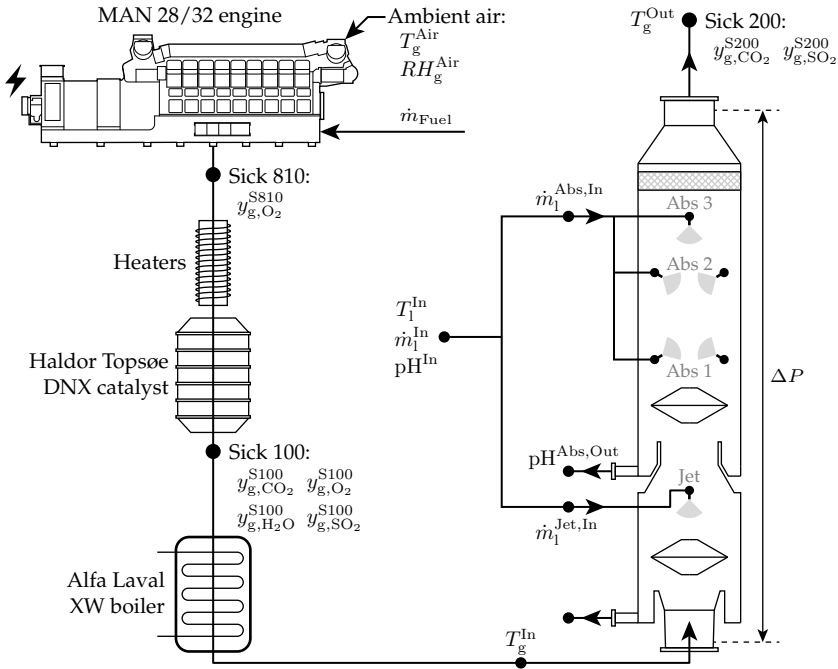 MAN 28/32 engine
Ambient air:
T_g^Air
RH_g^Air
ṁ_Fuel
Sick 810:
y_g,O₂^S810
Heaters
Haldor Topsøe
DNX catalyst
Sick 100:
y_g,CO₂^S100 y_g,O₂^S100
y_g,H₂O^S100 y_g,SO₂^S100
Alfa Laval
XW boiler
T_g^In
T_l^In
ṁ_l^In
pH^In
ṁ_l^Abs,In
pH^Abs,Out
ṁ_l^Jet,In
T_g^Out
Sick 200:
y_g,CO₂^S200 y_g,SO₂^S200
Abs 3
Abs 2
Abs 1
Jet
ΔP